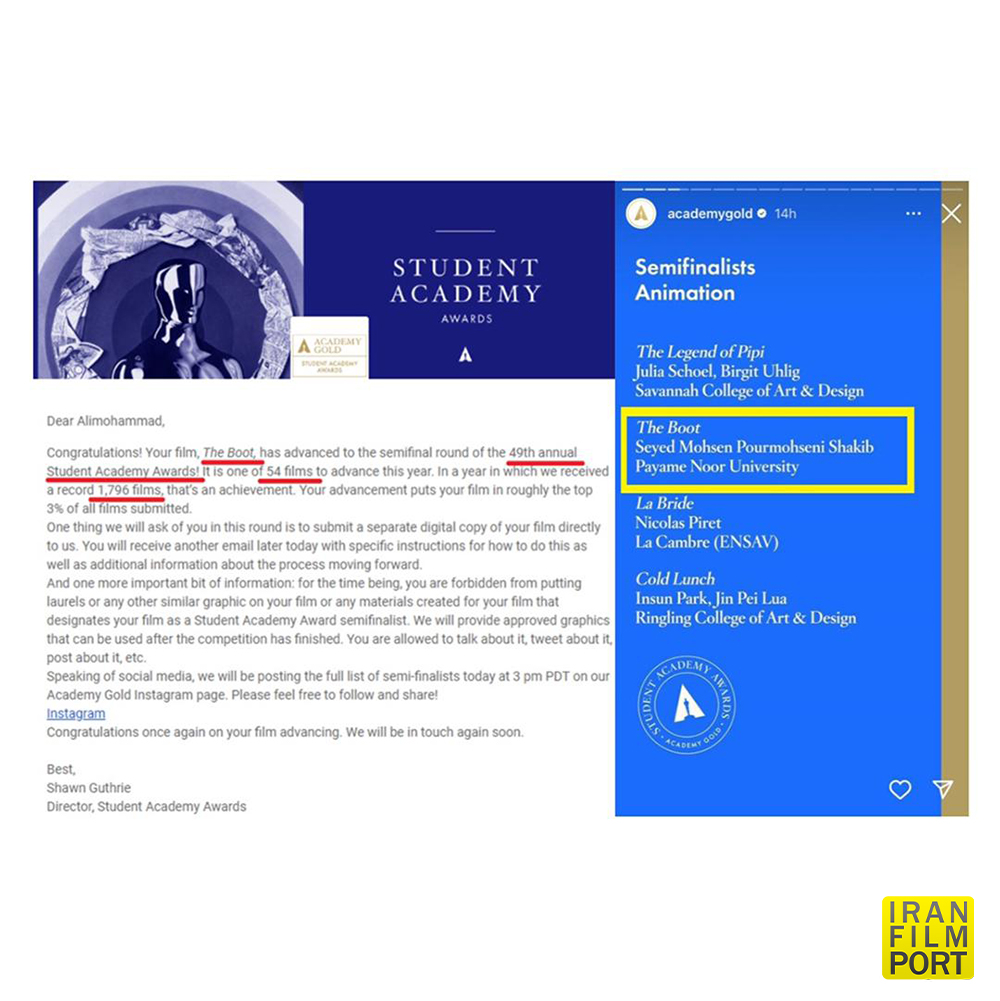 STUDENT
ACADEMY
AWARDS
ACADEMY
GOLD
STUDENT ACADEMY
AWARDS
Dear Alimohammad,
Congratulations! Your film, The Boot, has advanced to the semifinal round of the 49th annual
Student Academy Awards! It is one of 54 films to advance this year. In a year in which we received
a record 1,796 films, that's an achievement. Your advancement puts your film in roughly the top
3% of all films submitted.
One thing we will ask of you in this round is to submit a separate digital copy of your film directly
to us. You will receive another email later today with specific instructions for how to do this as
well as additional information about the process moving forward.
And one more important bit of information: for the time being, you are forbidden from putting
laurels or any other similar graphic on your film or any materials created for your film that
designates your film as a Student Academy Award semifinalist. We will provide approved graphics
that can be used after the competition has finished. You are allowed to talk about it, tweet about it,
post about it, etc.
Speaking of social media, we will be posting the full list of semi-finalists today at 3 pm PDT on our
Academy Gold Instagram page. Please feel free to follow and share!
Instagram
Congratulations once again on your film advancing. We will be in touch again soon.
Best,
Shawn Guthrie
Director, Student Academy Awards
academygold 14h
Semifinalists
Animation
The Legend of Pipi
Julia Schoel, Birgit Uhlig
Savannah College of Art & Design
The Boot
Seyed Mohsen Pourmohseni Shakib
Payame Noor University
La Bride
Nicolas Piret
La Cambre (ENSAV)
Cold Lunch
Insun Park, Jin Pei Lua
Ringling College of Art & Design
STUDENT ACADEMY AWARDS
• ACADEMY GOLD •
IRAN
FILM
PORT